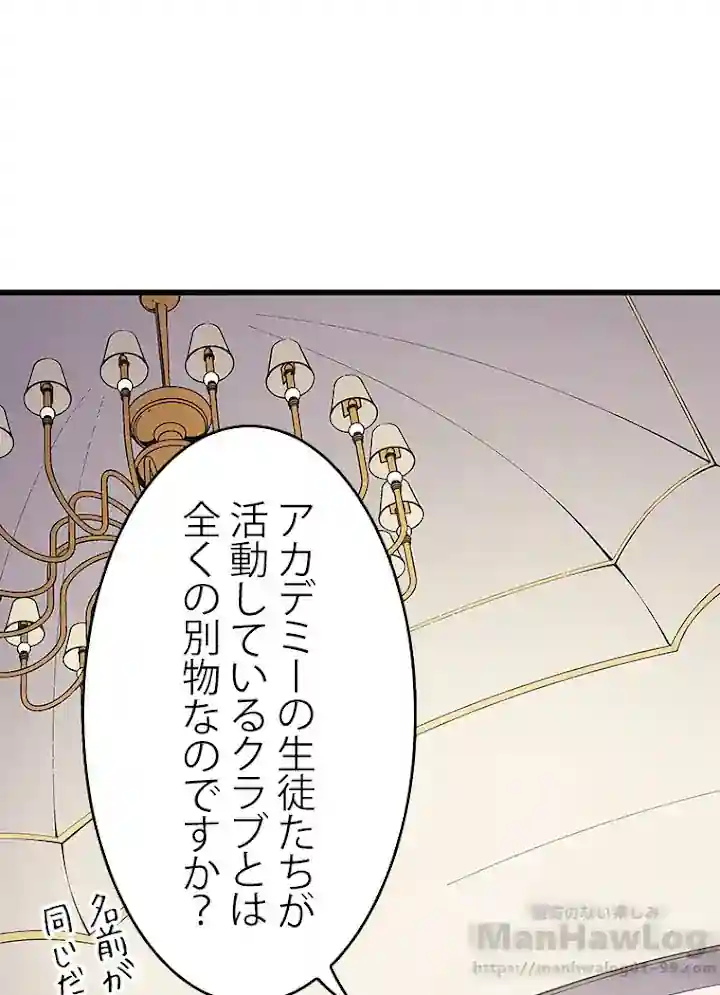 アカデミーの生徒たちが
活動しているクラブとは
全くの別物なのですか?
名前が
同じだ
ManHawLog